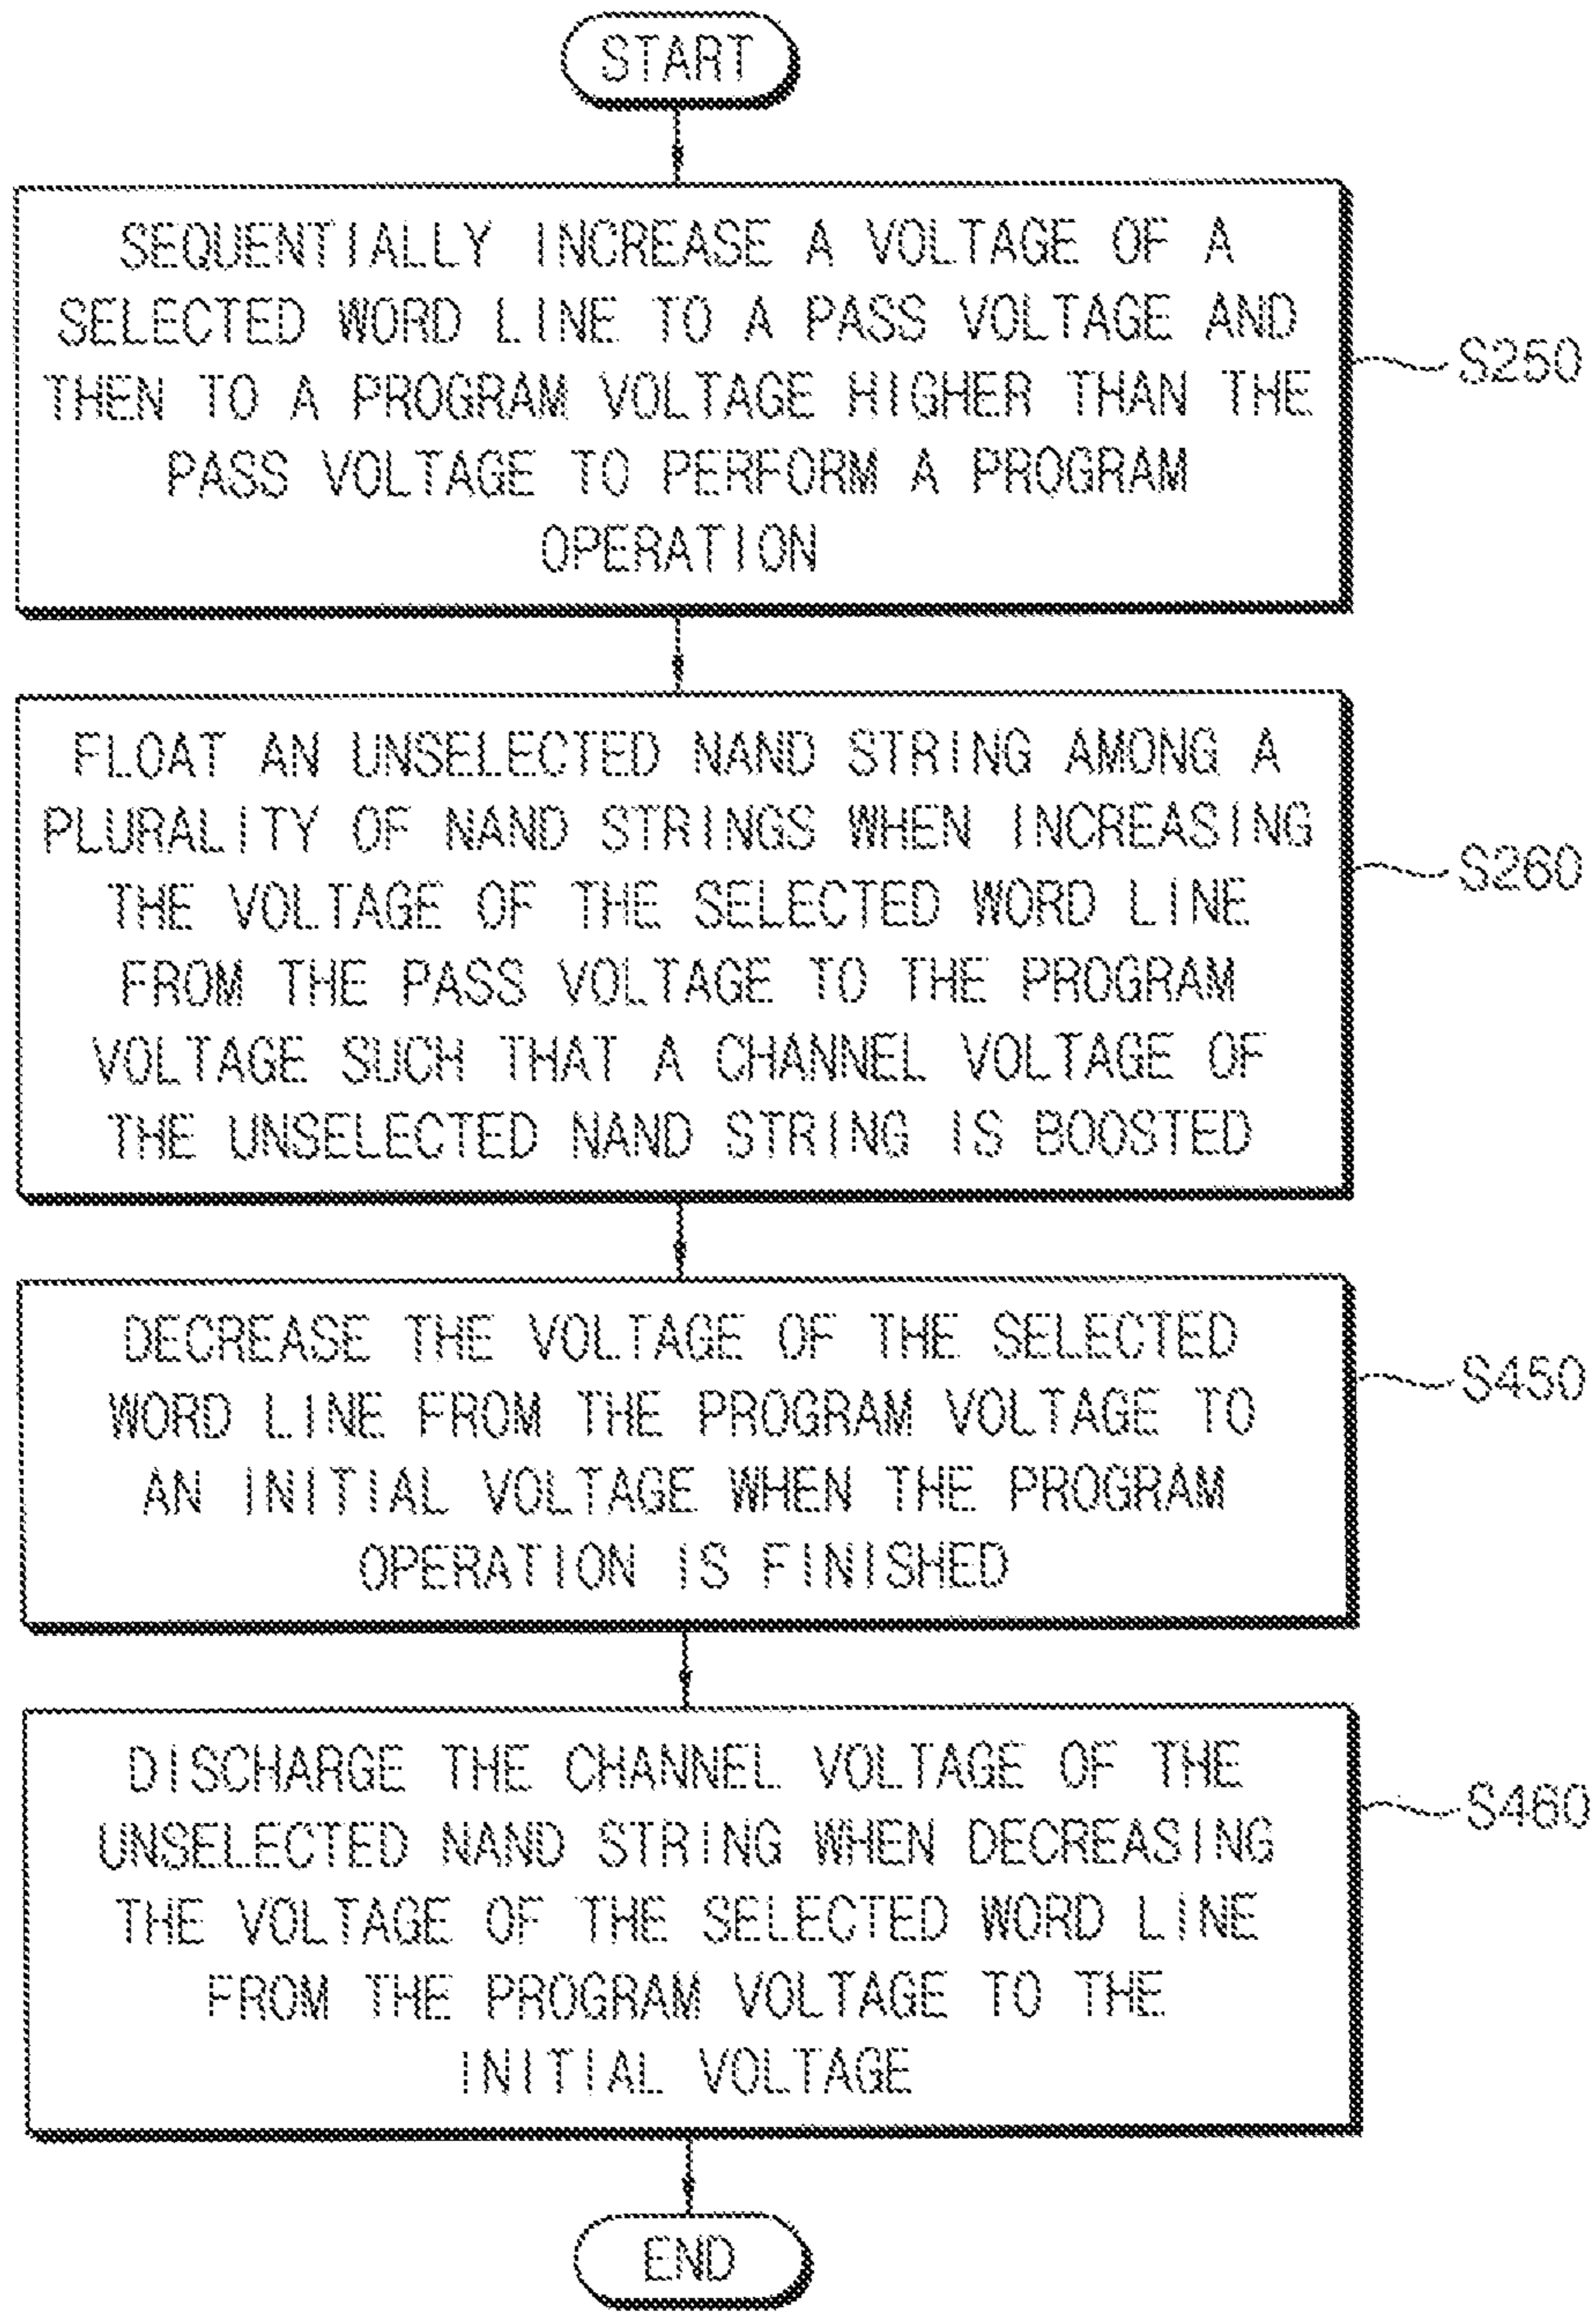 START
SEQUENTIALLY INCREASE A VOLTAGE OF A
SELECTED WORD LINE TO A PASS VOLTAGE AND
THEN TO A PROGRAM VOLTAGE HIGHER THAN THE
PASS VOLTAGE TO PERFORM A PROGRAM
OPERATION
S250
FLOAT AN UNSELECTED NAND STRING AMONG A
PLURALITY OF NAND STRINGS WHEN INCREASING
THE VOLTAGE OF THE SELECTED WORD LINE
FROM THE PASS VOLTAGE TO THE PROGRAM
VOLTAGE SUCH THAT A CHANNEL VOLTAGE OF
THE UNSELECTED NAND STRING IS BOOSTED
S260
DECREASE THE VOLTAGE OF THE SELECTED
WORD LINE FROM THE PROGRAM VOLTAGE TO
AN INITIAL VOLTAGE WHEN THE PROGRAM
OPERATION IS FINISHED
S450
DISCHARGE THE CHANNEL VOLTAGE OF THE
UNSELECTED NAND STRING WHEN DECREASING
THE VOLTAGE OF THE SELECTED WORD LINE
FROM THE PROGRAM VOLTAGE TO THE
INITIAL VOLTAGE
S460
END